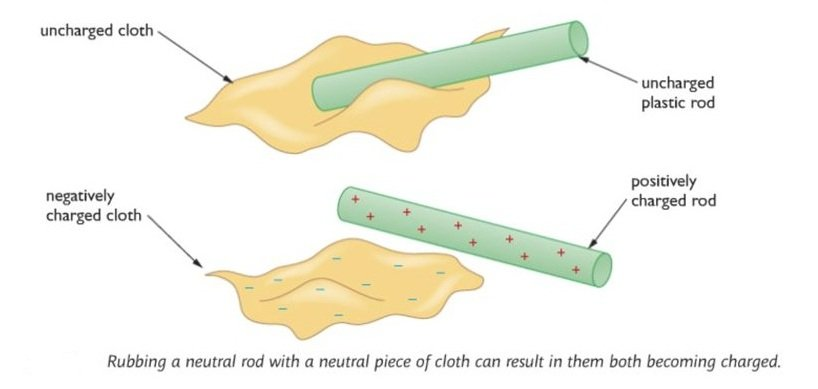 uncharged cloth
uncharged
plastic rod
negatively
charged cloth
positively
charged rod
+ + + + + + + + + +
− − − − − − − − − −
Rubbing a neutral rod with a neutral piece of cloth can result in them both becoming charged.